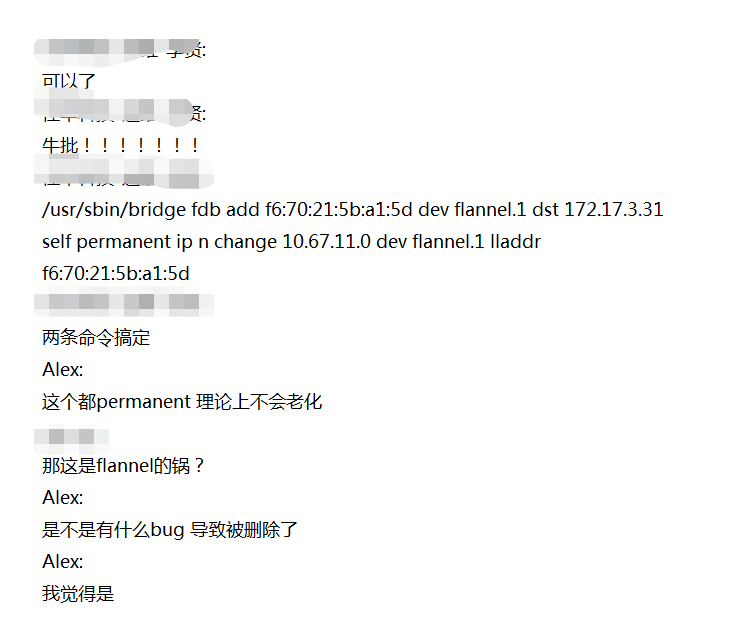 可以了
牛批！！！！！！！
/usr/sbin/bridge fdb add f6:70:21:5b:a1:5d dev flannel.1 dst 172.17.3.31
self permanent ip n change 10.67.11.0 dev flannel.1 lladdr
f6:70:21:5b:a1:5d
两条命令搞定
Alex:
这个都permanent 理论上不会老化
那这是flannel的锅？
Alex:
是不是有什么bug 导致被删除了
Alex:
我觉得是